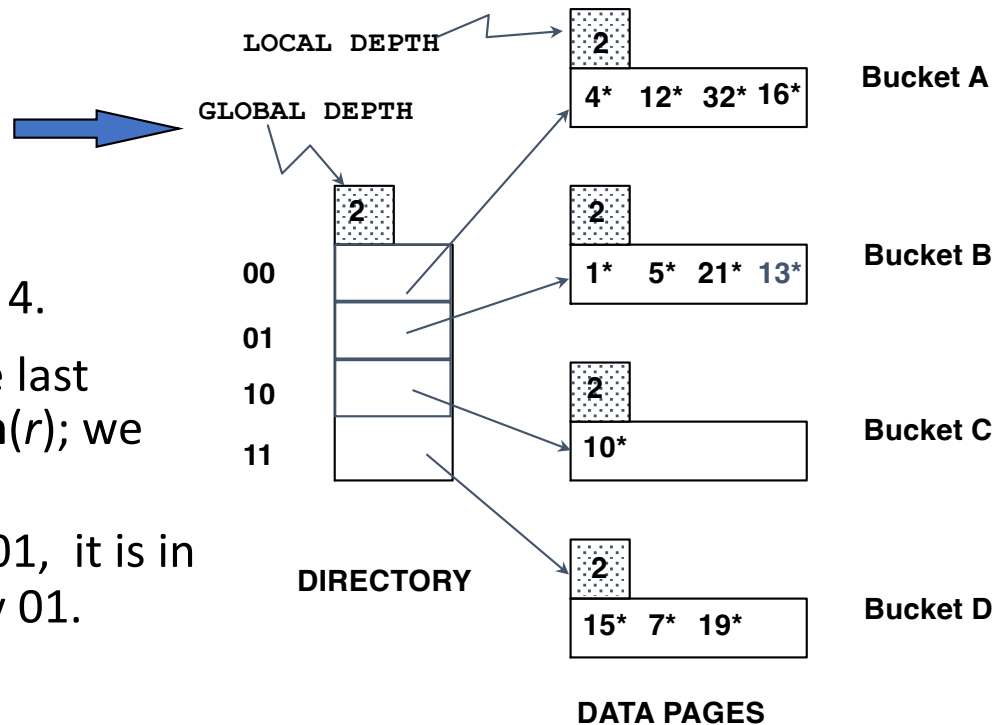 LOCAL DEPTH
GLOBAL DEPTH
2
00
01
10
11
DIRECTORY
2
4* 12* 32* 16*
Bucket A
2
1* 5* 21* 13*
Bucket B
2
10*
Bucket C
2
15* 7* 19*
Bucket D
DATA PAGES
4.
last
(r); we
01, it is in
01.